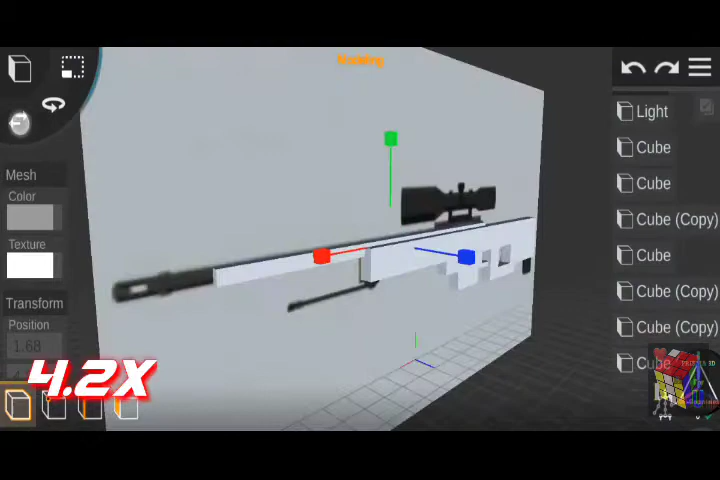 Modeling
Light
Cube
Cube
Cube (Copy)
Cube
Cube (Copy)
Cube (Copy)
Cube
Mesh
Color
Texture
Transform
Position
1.68
4.2X